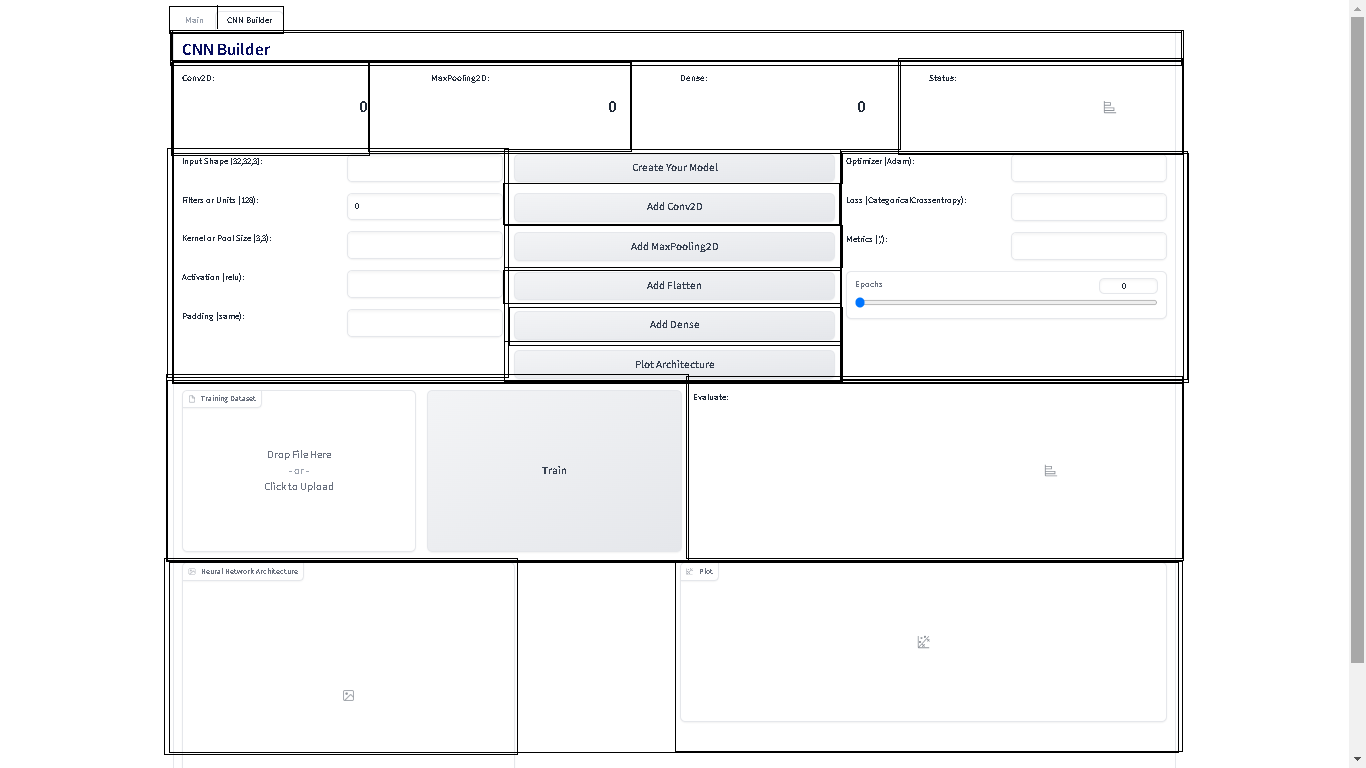 Main CNN Builder
CNN Builder
Conv2D: MaxPooling2D: Dense: Status:
0 0 0
Input Shape [32,32,3]: Create Your Model Optimizer (Adam):
Filters or Units (128): 0 Add Conv2D Loss (CategoricalCrossentropy):
Kernel or Pool Size (3,3): Add MaxPooling2D Metrics (','):
Activation (relu): Add Flatten Epochs 0
Padding (same): Add Dense
Plot Architecture
Training Dataset Evaluate:
Drop File Here
- or -
Click to Upload
Train
Neural Network Architecture Plot